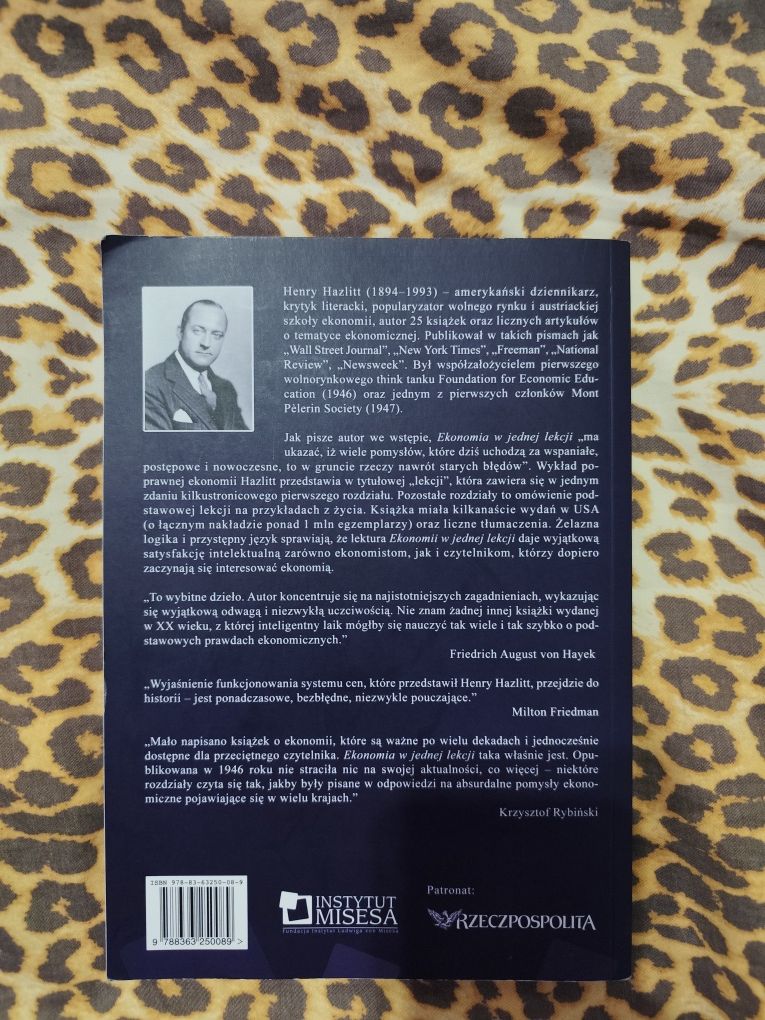 Henry Hazlitt (1894–1993) – amerykański dziennikarz,
krytyk literacki, popularyzator wolnego rynku i austriackiej
szkoły ekonomii, autor 25 książek oraz licznych artykułów
o tematyce ekonomicznej. Publikował w takich pismach jak
„Wall Street Journal”, „New York Times”, „Freeman”, „National
Review”, „Newsweek”. Był współzałożycielem pierwszego
wolnorynkowego think tanku Foundation for Economic Edu-
cation (1946) oraz jednym z pierwszych członków Mont
Pèlerin Society (1947).
Jak pisze autor we wstępie, Ekonomia w jednej lekcji „ma
ukazać, iż wiele pomysłów, które dziś uchodzą za wspaniałe,
postępowe i nowoczesne, to w gruncie rzeczy nawrót starych błędów”. Wykład po-
prawnej ekonomii Hazlitt przedstawia w tytułowej „lekcji”, która zawiera się w jednym
zdaniu kilkustronicowego pierwszego rozdziału. Pozostałe rozdziały to omówienie pod-
stawowej lekcji na przykładach z życia. Książka miała kilkanaście wydań w USA
(o łącznym nakładzie ponad 1 mln egzemplarzy) oraz liczne tłumaczenia. Żelazna
logika i przystępny język sprawiają, że lektura Ekonomii w jednej lekcji daje wyjątkową
satysfakcję intelektualną zarówno ekonomistom, jak i czytelnikom, którzy dopiero
zaczynają się interesować ekonomią.
„To wybitne dzieło. Autor koncentruje się na najistotniejszych zagadnieniach, wykazując
się wyjątkową odwagą i niezwykłą uczciwością. Nie znam żadnej innej książki wydanej
w XX wieku, z której inteligentny laik mógłby się nauczyć tak wiele i tak szybko o pod-
stawowych prawdach ekonomicznych.”
Friedrich August von Hayek
„Wyjaśnienie funkcjonowania systemu cen, które przedstawił Henry Hazlitt, przejdzie do
historii – jest ponadczasowe, bezbłędne, niezwykle pouczające.”
Milton Friedman
„Mało napisano książek o ekonomii, które są ważne po wielu dekadach i jednocześnie
dostępne dla przeciętnego czytelnika. Ekonomia w jednej lekcji taka właśnie jest. Opu-
blikowana w 1946 roku nie straciła nic na swojej aktualności, co więcej – niektóre
rozdziały czyta się tak, jakby były pisane w odpowiedzi na absurdalne pomysły ekono-
miczne pojawiające się w wielu krajach.”
Krzysztof Rybiński
ISBN 978-83-63250-08-9
9 788363 250089 >
INSTYTUT
MISESA
Fundacja Instytut Ludwiga von Misesa
Patronat:
RZECZPOSPOLITA